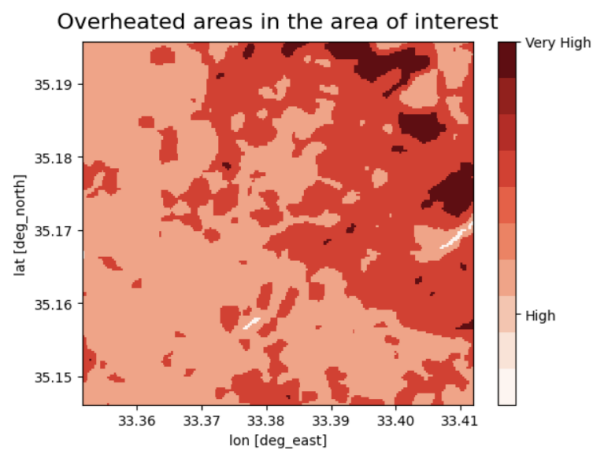 Overheated areas in the area of interest
Very High
High
35.19
35.18
35.17
35.16
35.15
lat [deg_north]
33.36 33.37 33.38 33.39 33.40 33.41
lon [deg_east]